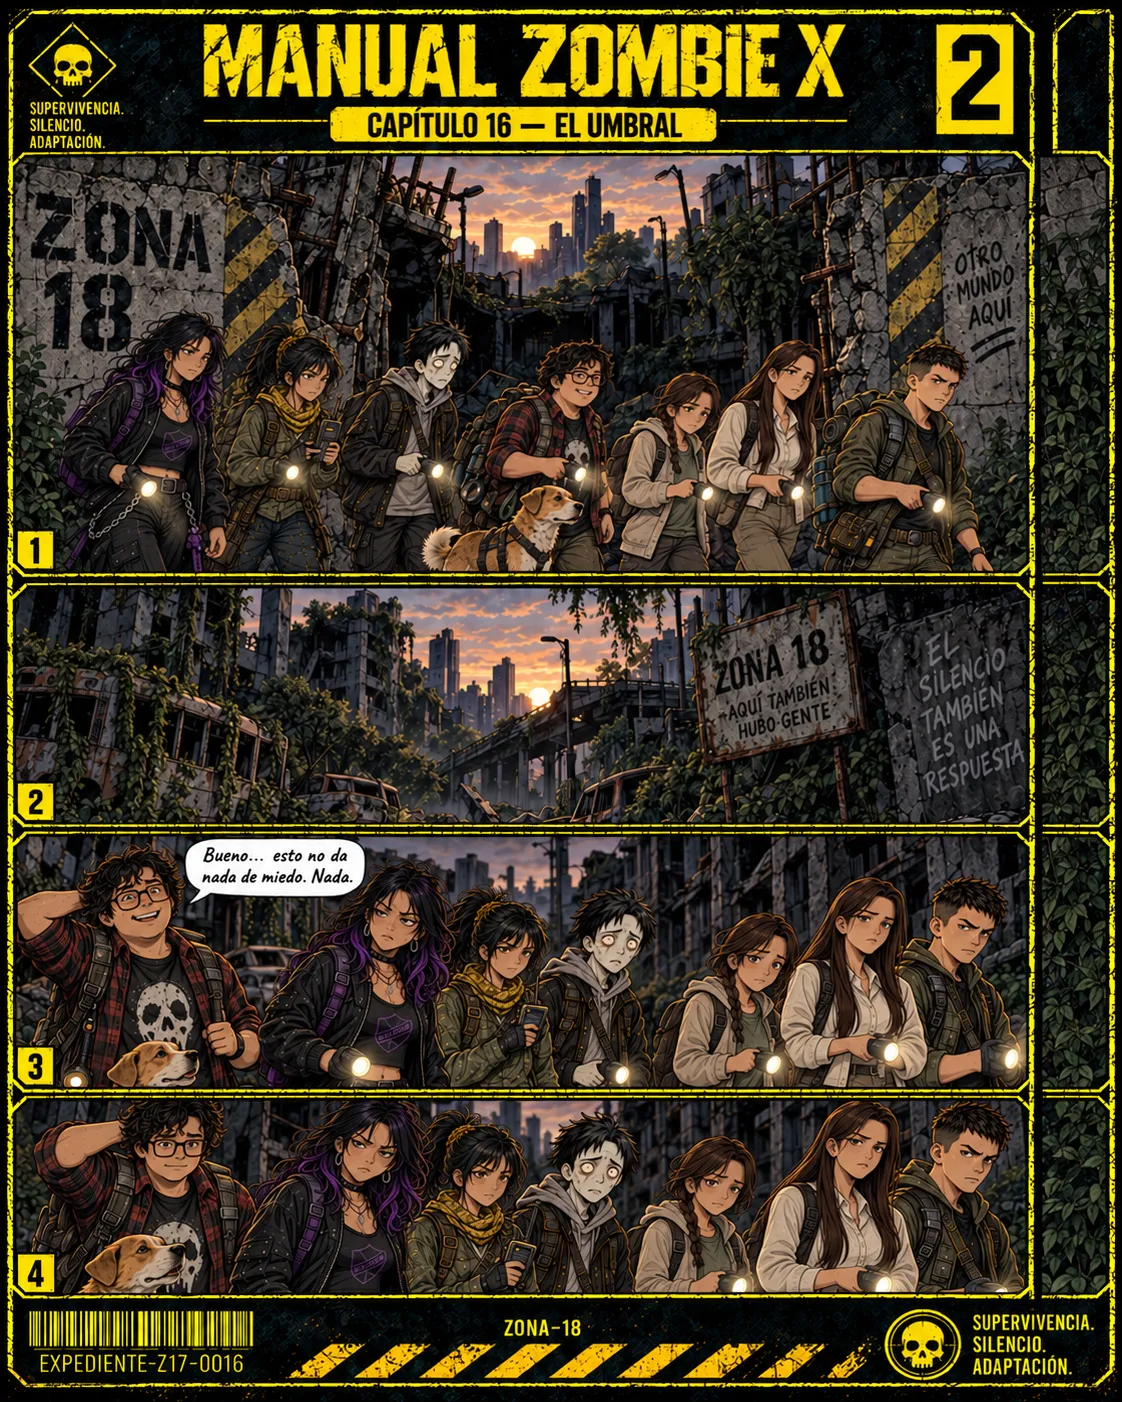 MANUAL ZOMBIE X
CAPÍTULO 16 — EL UMBRAL
2
SUPERVIVENCIA.
SILENCIO.
ADAPTACIÓN.
ZONA
18
OTRO
MUNDO
AQUÍ
1
ZONA 18
AQUÍ TAMBIÉN
HUBO GENTE
EL
SILENCIO
TAMBIÉN
ES UNA
RESPUESTA
2
Bueno... esto no da
nada de miedo. Nada.
3
4
EXPEDIENTE-Z17-0016
ZONA-18
SUPERVIVENCIA.
SILENCIO.
ADAPTACIÓN.